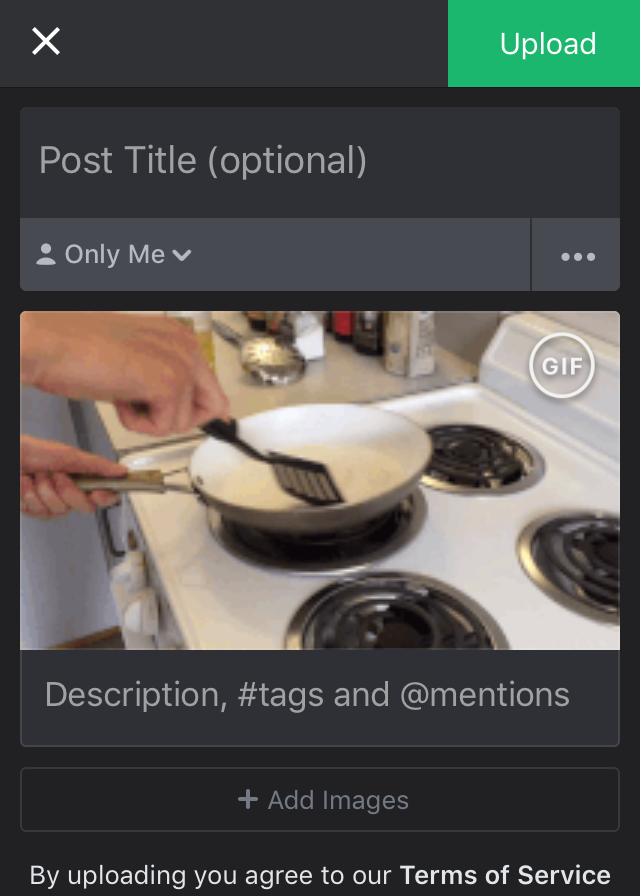 Upload
Post Title (optional)
Only Me
GIF
Description, #tags and @mentions
+ Add Images
By uploading you agree to our Terms of Service